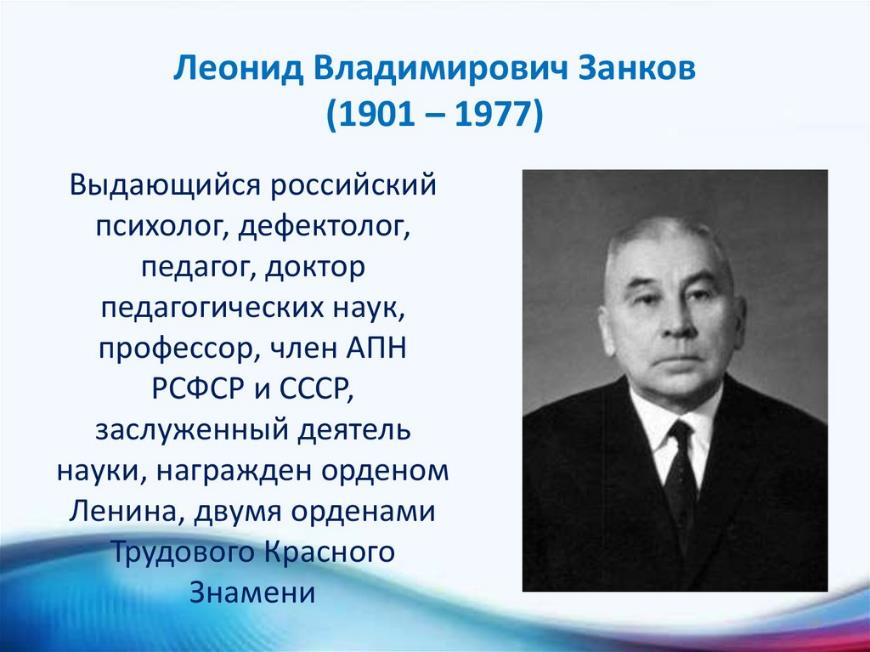 Леонид Владимирович Занков
(1901 – 1977)
Выдающийся российский
психолог, дефектолог,
педагог, доктор
педагогических наук,
профессор, член АПН
РСФСР и СССР,
заслуженный деятель
науки, награжден орденом
Ленина, двумя орденами
Трудового Красного
Знамени